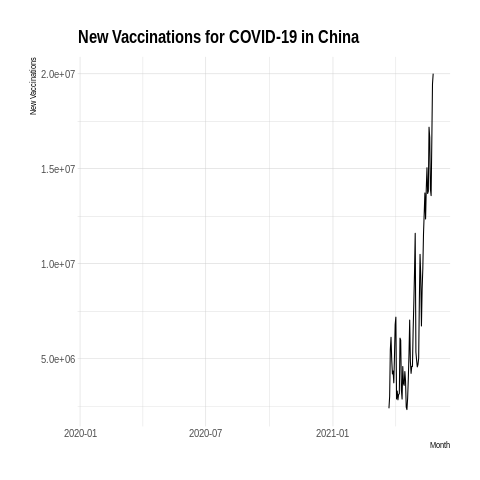 New Vaccinations for COVID-19 in China
New Vaccinations
2.0e+07
1.5e+07
1.0e+07
5.0e+06
2020-01 2020-07 2021-01
Month